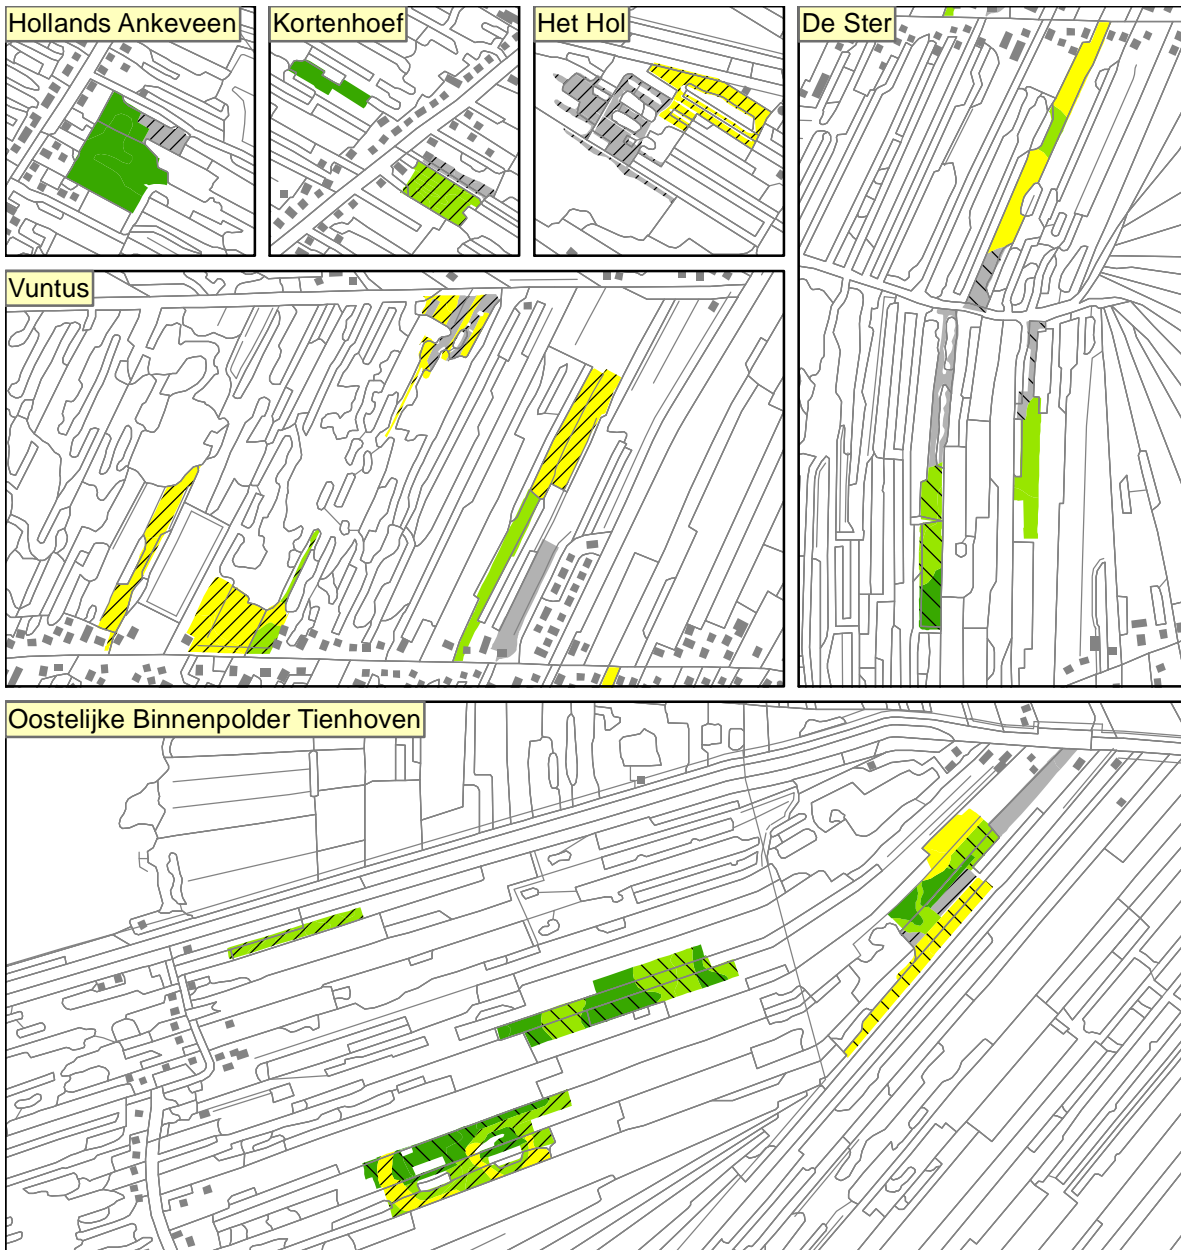 Hollands Ankeveen
Kortenhoef
Het Hol
De Ster
Vuntus
Oostelijke Binnenpolder Tienhoven